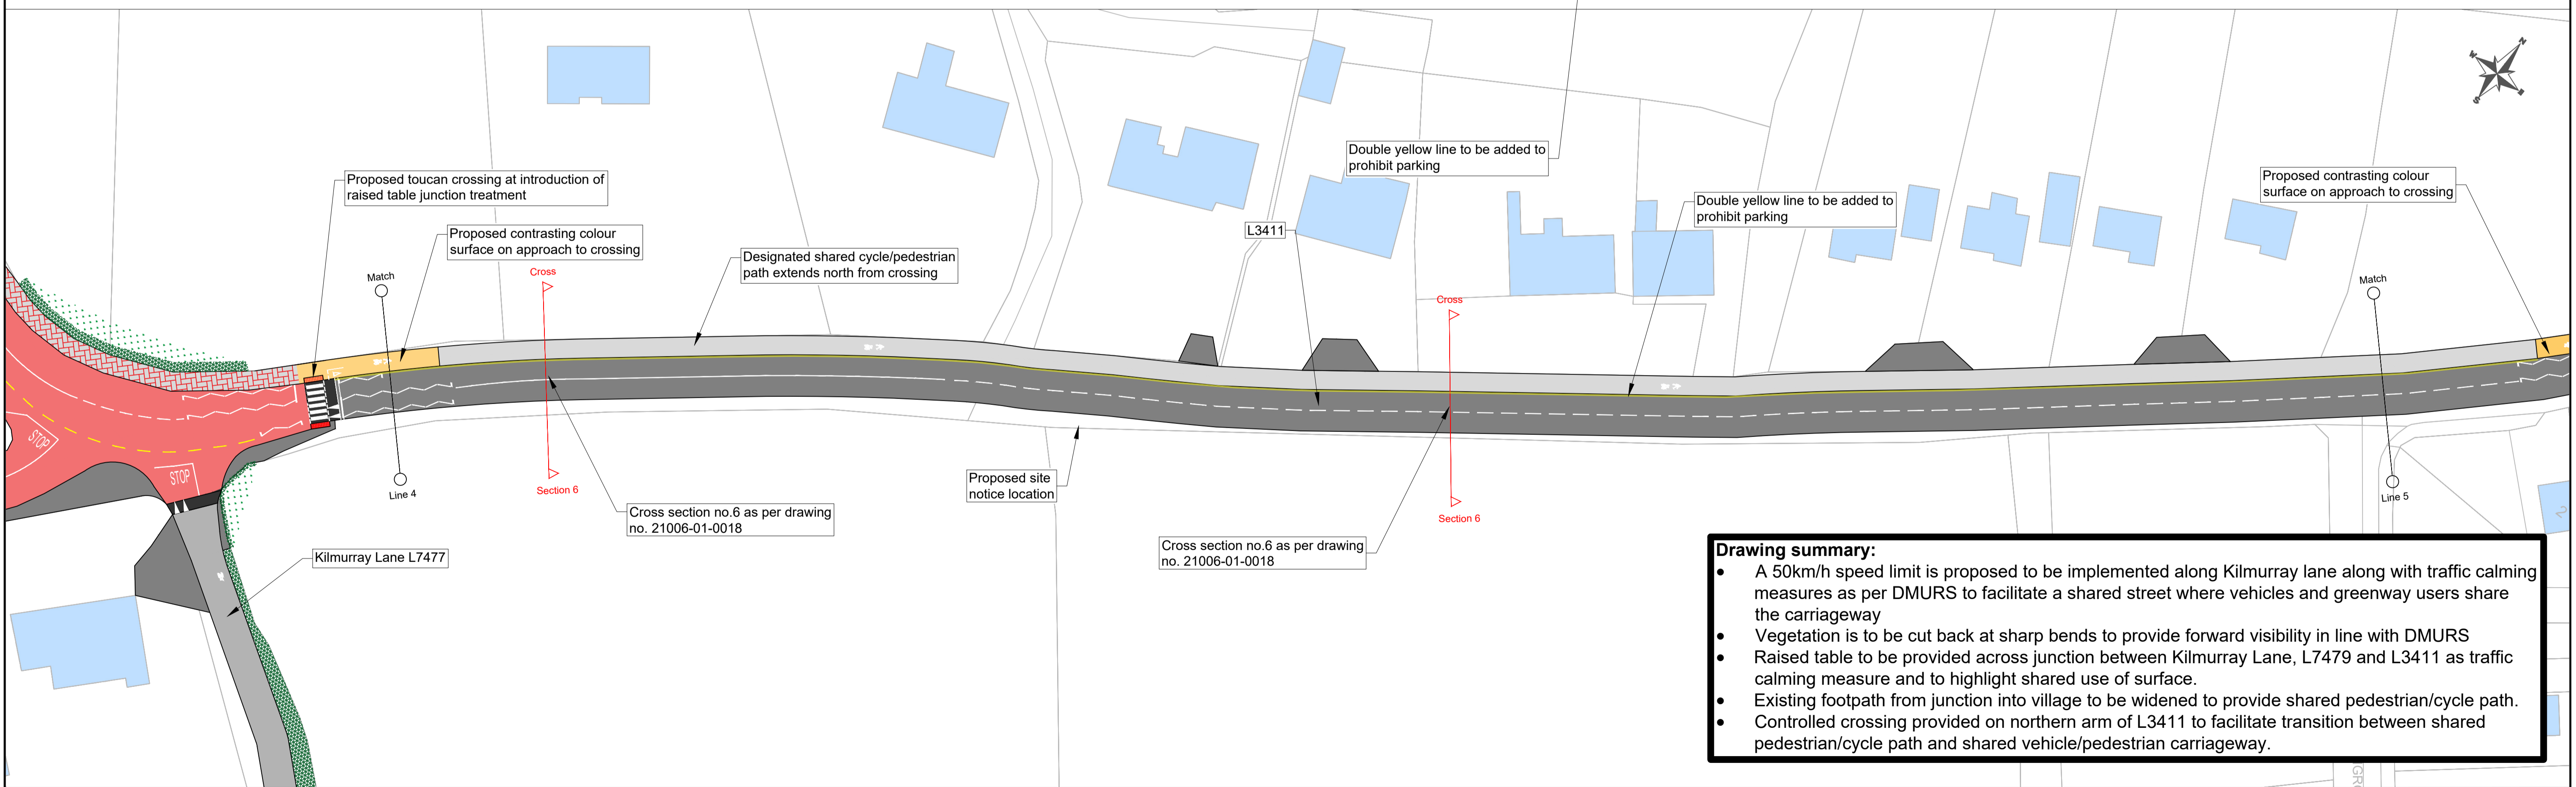 Double yellow line to be added to
prohibit parking
Proposed toucan crossing at introduction of
raised table junction treatment
Proposed contrasting colour
surface on approach to crossing
Double yellow line to be added to
prohibit parking
Proposed contrasting colour
surface on approach to crossing
Designated shared cycle/pedestrian
path extends north from crossing
L3411
Match
Cross
Cross
Match
STOP
STOP
Line 4
Section 6
Proposed site
notice location
Section 6
Line 5
Cross section no.6 as per drawing
no. 21006-01-0018
Cross section no.6 as per drawing
no. 21006-01-0018
Kilmurray Lane L7477
N
W
S
E
2
Drawing summary:
• A 50km/h speed limit is proposed to be implemented along Kilmurray lane along with traffic calming
measures as per DMURS to facilitate a shared street where vehicles and greenway users share
the carriageway
• Vegetation is to be cut back at sharp bends to provide forward visibility in line with DMURS
• Raised table to be provided across junction between Kilmurray Lane, L7479 and L3411 as traffic
calming measure and to highlight shared use of surface.
• Existing footpath from junction into village to be widened to provide shared pedestrian/cycle path.
• Controlled crossing provided on northern arm of L3411 to facilitate transition between shared
pedestrian/cycle path and shared vehicle/pedestrian carriageway.